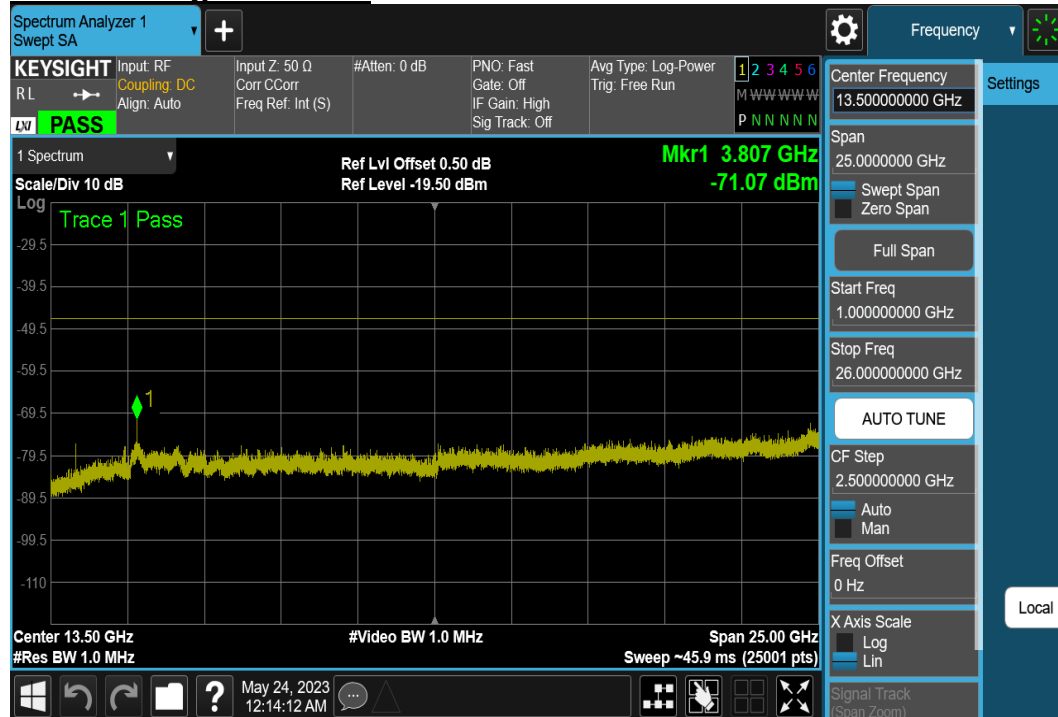 Spectrum Analyzer 1
Swept SA
+
Frequency
KEYSIGHT
RL
LXI
PASS
Input: RF
Coupling: DC
Align: Auto
Input Z: 50 Ω
Corr CCorr
Freq Ref: Int (S)
#Atten: 0 dB
PNO: Fast
Gate: Off
IF Gain: High
Sig Track: Off
Avg Type: Log-Power
Trig: Free Run
1 2 3 4 5 6
M W W W W W
P N N N N N
1 Spectrum
Scale/Div 10 dB
Ref Lvl Offset 0.50 dB
Ref Level -19.50 dBm
Mkr1 3.807 GHz
-71.07 dBm
Log
Trace 1 Pass
-29.5
-39.5
-49.5
-59.5
-69.5
1
-79.5
-89.5
-99.5
-110
Center 13.50 GHz
#Res BW 1.0 MHz
#Video BW 1.0 MHz
Span 25.00 GHz
Sweep ~45.9 ms (25001 pts)
?
May 24, 2023
12:14:12 AM
Center Frequency
13.500000000 GHz
Span
25.0000000 GHz
Swept Span
Zero Span
Full Span
Start Freq
1.000000000 GHz
Stop Freq
26.000000000 GHz
AUTO TUNE
CF Step
2.500000000 GHz
Auto
Man
Freq Offset
0 Hz
X Axis Scale
Log
Lin
Signal Track
(Span Zoom)
Settings
Local